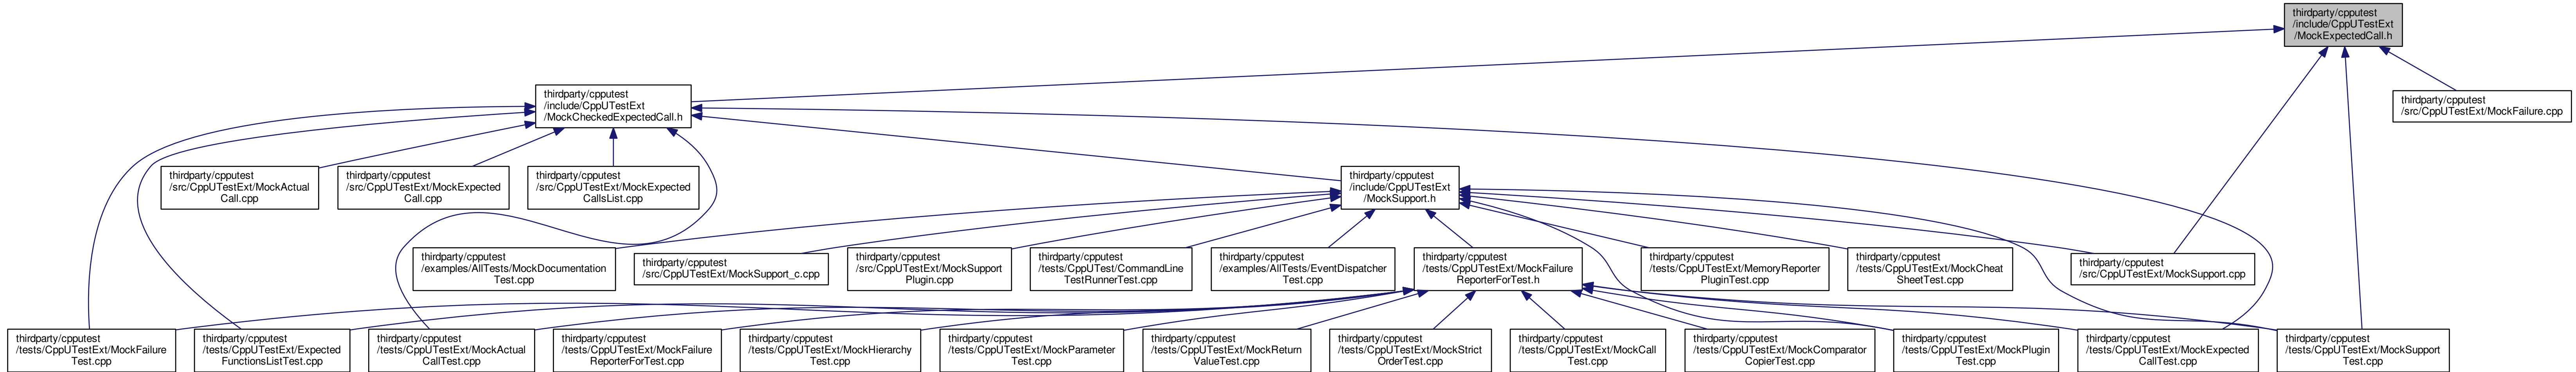 thirdparty/cpputest
/include/CppUTestExt
/MockExpectedCall.h
thirdparty/cpputest
/include/CppUTestExt
/MockCheckedExpectedCall.h
thirdparty/cpputest
/src/CppUTestExt/MockFailure.cpp
thirdparty/cpputest
/src/CppUTestExt/MockActual
Call.cpp
thirdparty/cpputest
/src/CppUTestExt/MockExpected
Call.cpp
thirdparty/cpputest
/src/CppUTestExt/MockExpected
CallsList.cpp
thirdparty/cpputest
/include/CppUTestExt
/MockSupport.h
thirdparty/cpputest
/examples/AllTests/MockDocumentation
Test.cpp
thirdparty/cpputest
/src/CppUTestExt/MockSupport_c.cpp
thirdparty/cpputest
/src/CppUTestExt/MockSupport
Plugin.cpp
thirdparty/cpputest
/tests/CppUTest/CommandLine
TestRunnerTest.cpp
thirdparty/cpputest
/examples/AllTests/EventDispatcher
Test.cpp
thirdparty/cpputest
/tests/CppUTestExt/MockFailure
ReporterForTest.h
thirdparty/cpputest
/tests/CppUTestExt/MemoryReporter
PluginTest.cpp
thirdparty/cpputest
/tests/CppUTestExt/MockCheat
SheetTest.cpp
thirdparty/cpputest
/src/CppUTestExt/MockSupport.cpp
thirdparty/cpputest
/tests/CppUTestExt/MockFailure
Test.cpp
thirdparty/cpputest
/tests/CppUTestExt/Expected
FunctionsListTest.cpp
thirdparty/cpputest
/tests/CppUTestExt/MockActual
CallTest.cpp
thirdparty/cpputest
/tests/CppUTestExt/MockFailure
ReporterForTest.cpp
thirdparty/cpputest
/tests/CppUTestExt/MockHierarchy
Test.cpp
thirdparty/cpputest
/tests/CppUTestExt/MockParameter
Test.cpp
thirdparty/cpputest
/tests/CppUTestExt/MockReturn
ValueTest.cpp
thirdparty/cpputest
/tests/CppUTestExt/MockStrict
OrderTest.cpp
thirdparty/cpputest
/tests/CppUTestExt/MockCall
Test.cpp
thirdparty/cpputest
/tests/CppUTestExt/MockComparator
CopierTest.cpp
thirdparty/cpputest
/tests/CppUTestExt/MockPlugin
Test.cpp
thirdparty/cpputest
/tests/CppUTestExt/MockExpected
CallTest.cpp
thirdparty/cpputest
/tests/CppUTestExt/MockSupport
Test.cpp